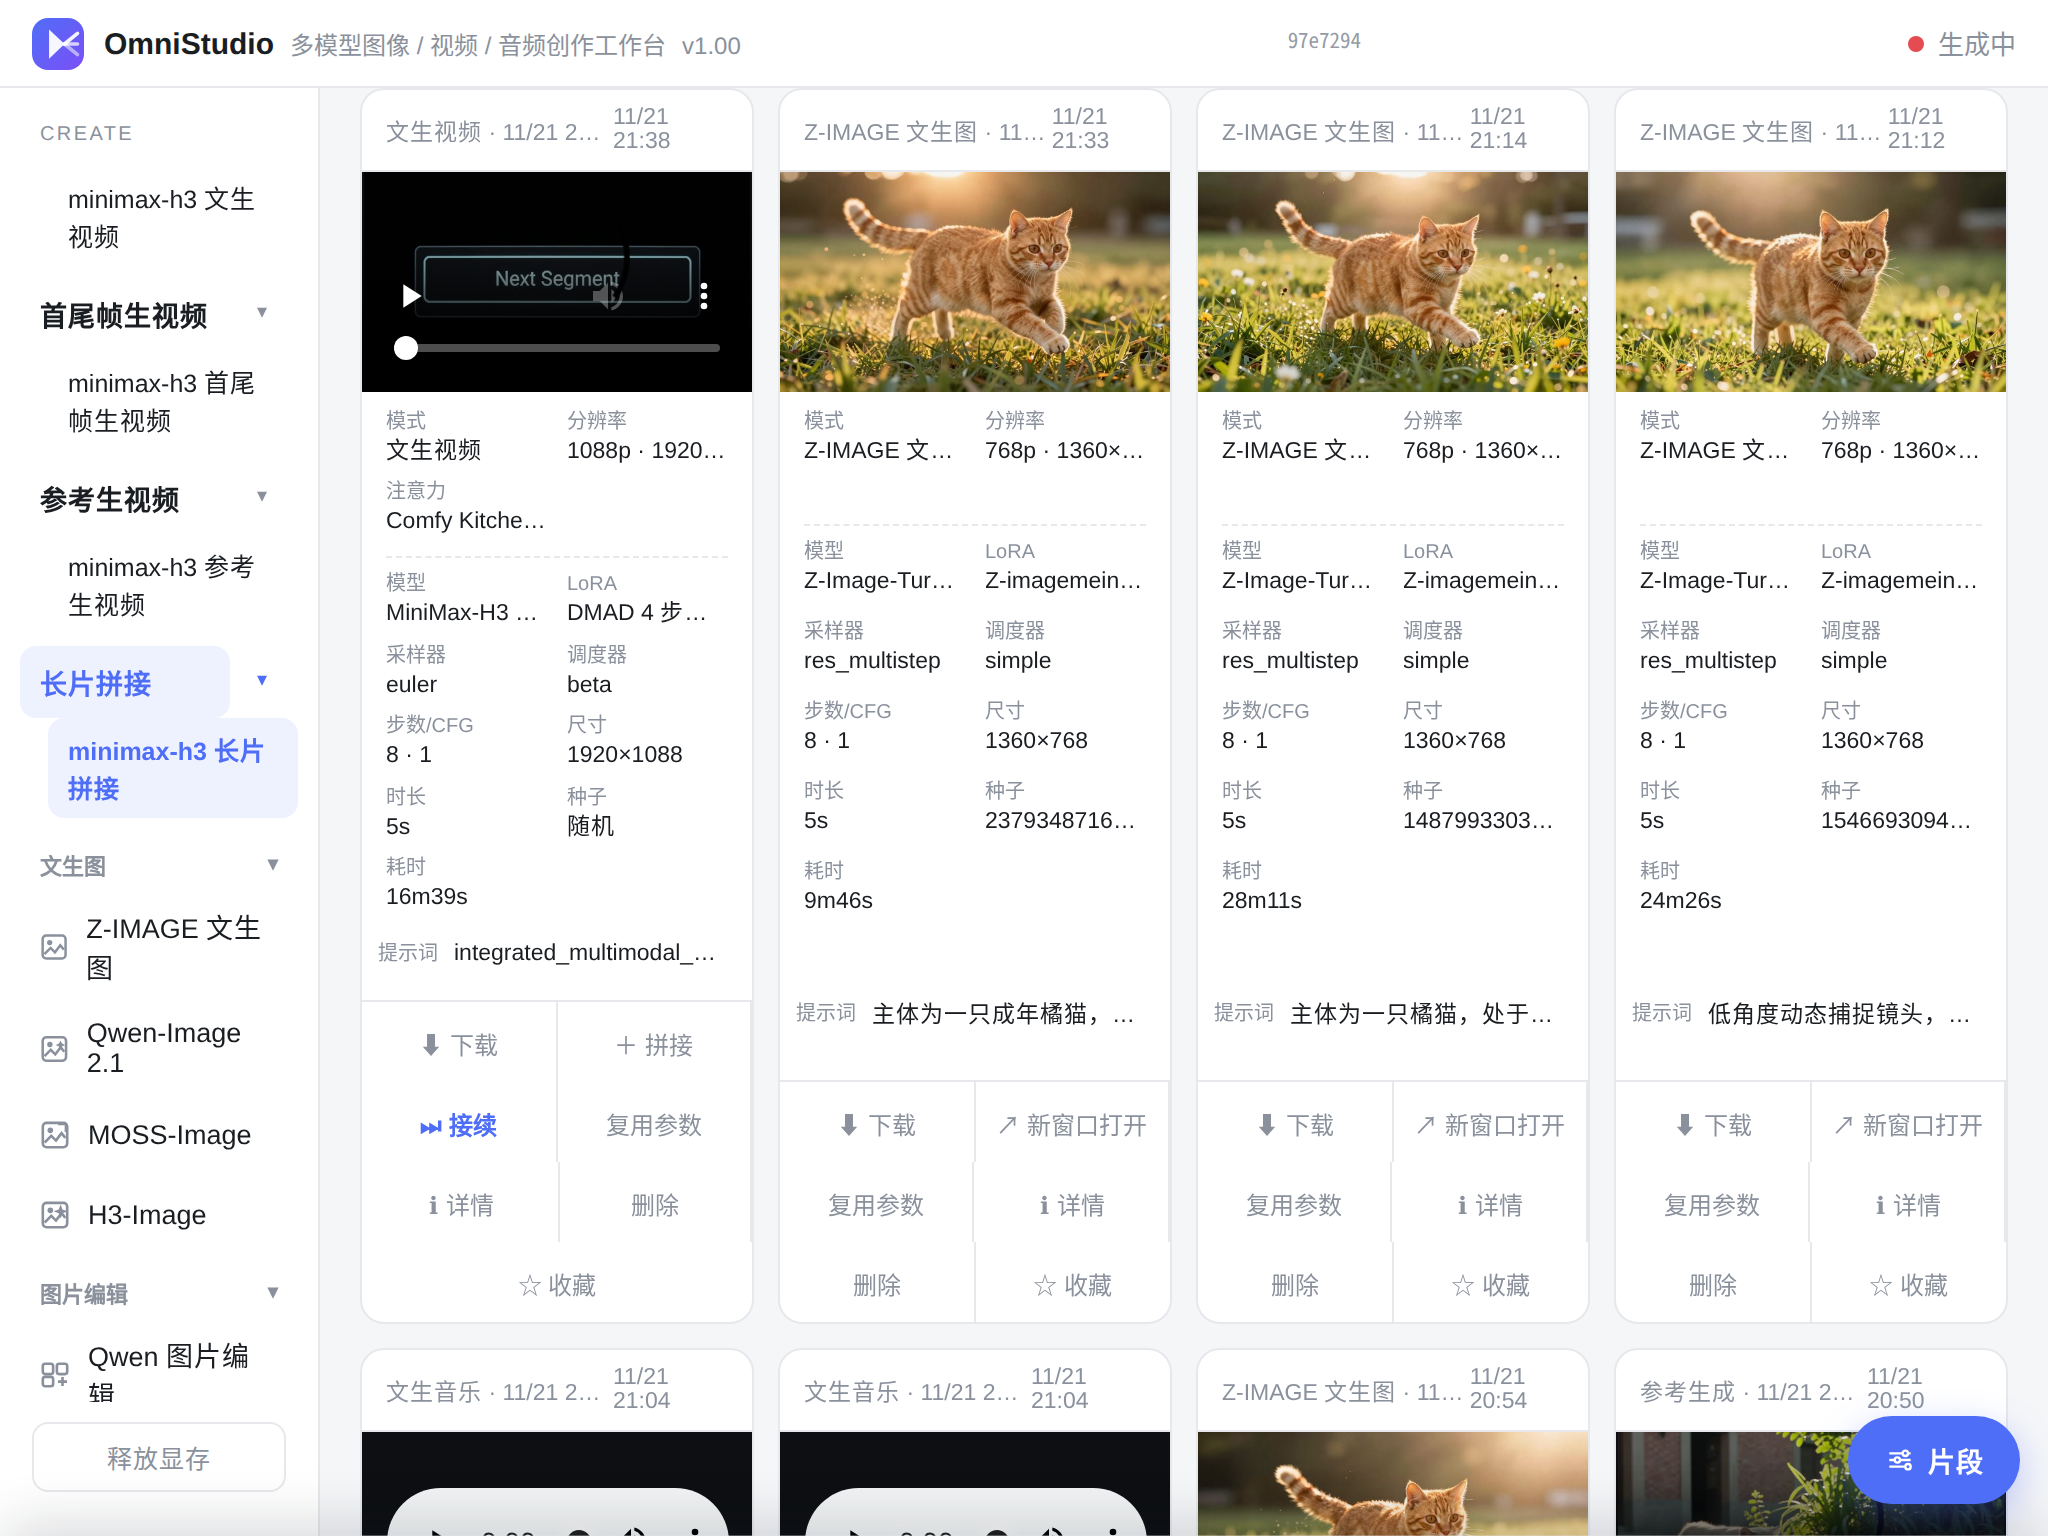 OmniStudio 多模型图像 / 视频 / 音频创作工作台 v1.00
97e7294
生成中
CREATE
minimax-h3 文生
视频
首尾帧生视频 ▼
minimax-h3 首尾
帧生视频
参考生视频 ▼
minimax-h3 参考
生视频
长片拼接 ▼
minimax-h3 长片
拼接
文生图 ▼
Z-IMAGE 文生
图
Qwen-Image
2.1
MOSS-Image
H3-Image
图片编辑 ▼
Qwen 图片编
辑
释放显存
文生视频 · 11/21 2…
11/21
21:38
Next Segment
模式 分辨率
文生视频 1088p · 1920…
注意力
Comfy Kitche…
模型 LoRA
MiniMax-H3 … DMAD 4 步…
采样器 调度器
euler beta
步数/CFG 尺寸
8 · 1 1920×1088
时长 种子
5s 随机
耗时
16m39s
提示词 integrated_multimodal_…
⬇ 下载 ＋ 拼接
⏭ 接续 复用参数
ℹ 详情 删除
☆ 收藏
Z-IMAGE 文生图 · 11…
11/21
21:33
模式 分辨率
Z-IMAGE 文… 768p · 1360×…
模型 LoRA
Z-Image-Tur… Z-imagemein…
采样器 调度器
res_multistep simple
步数/CFG 尺寸
8 · 1 1360×768
时长 种子
5s 2379348716…
耗时
9m46s
提示词 主体为一只成年橘猫，…
⬇ 下载 ↗ 新窗口打开
复用参数 ℹ 详情
删除 ☆ 收藏
Z-IMAGE 文生图 · 11…
11/21
21:14
模式 分辨率
Z-IMAGE 文… 768p · 1360×…
模型 LoRA
Z-Image-Tur… Z-imagemein…
采样器 调度器
res_multistep simple
步数/CFG 尺寸
8 · 1 1360×768
时长 种子
5s 1487993303…
耗时
28m11s
提示词 主体为一只橘猫，处于…
⬇ 下载 ↗ 新窗口打开
复用参数 ℹ 详情
删除 ☆ 收藏
Z-IMAGE 文生图 · 11…
11/21
21:12
模式 分辨率
Z-IMAGE 文… 768p · 1360×…
模型 LoRA
Z-Image-Tur… Z-imagemein…
采样器 调度器
res_multistep simple
步数/CFG 尺寸
8 · 1 1360×768
时长 种子
5s 1546693094…
耗时
24m26s
提示词 低角度动态捕捉镜头，…
⬇ 下载 ↗ 新窗口打开
复用参数 ℹ 详情
删除 ☆ 收藏
文生音乐 · 11/21 2…
11/21
21:04
文生音乐 · 11/21 2…
11/21
21:04
Z-IMAGE 文生图 · 11…
11/21
20:54
参考生成 · 11/21 2…
11/21
20:50
片段